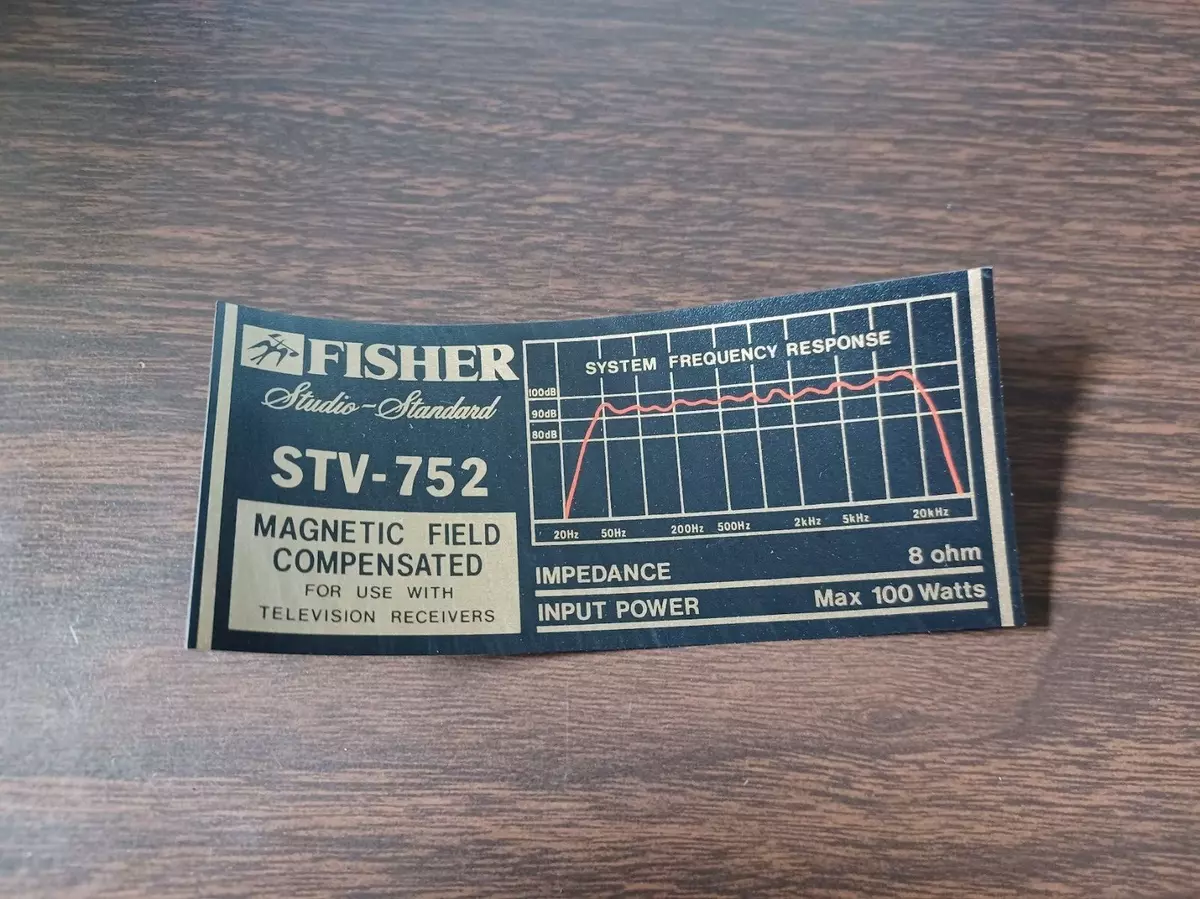 FISHER
Studio-Standard
STV-752
MAGNETIC FIELD
COMPENSATED
FOR USE WITH
TELEVISION RECEIVERS
SYSTEM FREQUENCY RESPONSE
100dB
90dB
80dB
20Hz 50Hz 200Hz 500Hz 2kHz 5kHz 20kHz
IMPEDANCE 8 ohm
INPUT POWER Max 100 Watts